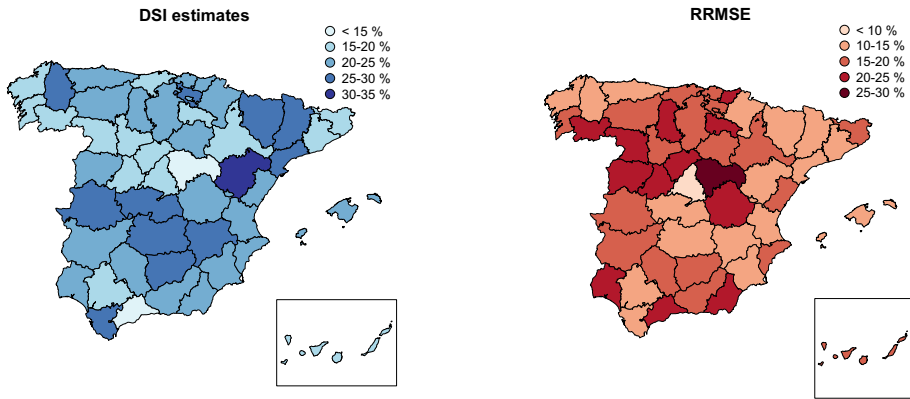 DSI estimates
< 15 %
15-20 %
20-25 %
25-30 %
30-35 %
RRMSE
< 10 %
10-15 %
15-20 %
20-25 %
25-30 %